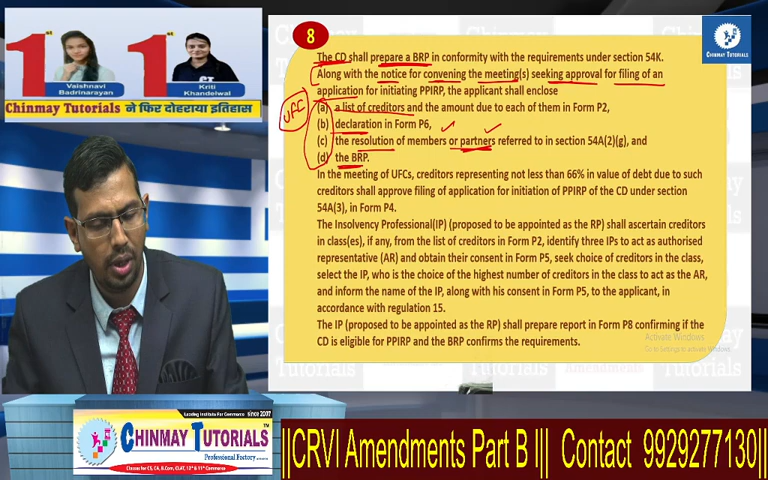 1st
1st
Vaishnavi
Badrinarayan
Kriti
Khandelwal
Chinmay Tutorials ने फिर दोहराया इतिहास
8
CHINMAY TUTORIALS
The CD shall prepare a BRP in conformity with the requirements under section 54K.
Along with the notice for convening the meeting(s) seeking approval for filing of an
application for initiating PPIRP, the applicant shall enclose
(a) a list of creditors and the amount due to each of them in Form P2,
(b) declaration in Form P6,
(c) the resolution of members or partners referred to in section 54A(2)(g), and
(d) the BRP.
UFC
In the meeting of UFCs, creditors representing not less than 66% in value of debt due to such
creditors shall approve filing of application for initiation of PPIRP of the CD under section
54A(3), in Form P4.
The Insolvency Professional(IP) (proposed to be appointed as the RP) shall ascertain creditors
in class(es), if any, from the list of creditors in Form P2, identify three IPs to act as authorised
representative (AR) and obtain their consent in Form P5, seek choice of creditors in the class,
select the IP, who is the choice of the highest number of creditors in the class to act as the AR,
and inform the name of the IP, along with his consent in Form P5, to the applicant, in
accordance with regulation 15.
The IP (proposed to be appointed as the RP) shall prepare report in Form P8 confirming if the
CD is eligible for PPIRP and the BRP confirms the requirements.
Activate Windows
Go to Settings to activate Windows.
Tutorials
Tutorials
Tutorials
Leading Institute For Commerce since 2007
CHINMAY TUTORIALS
Professional Factory
Classes for CS, CA, B.Com, CLAT, 12th & 11th Commerce
||CRVI Amendments Part B I|| Contact 9929277130||